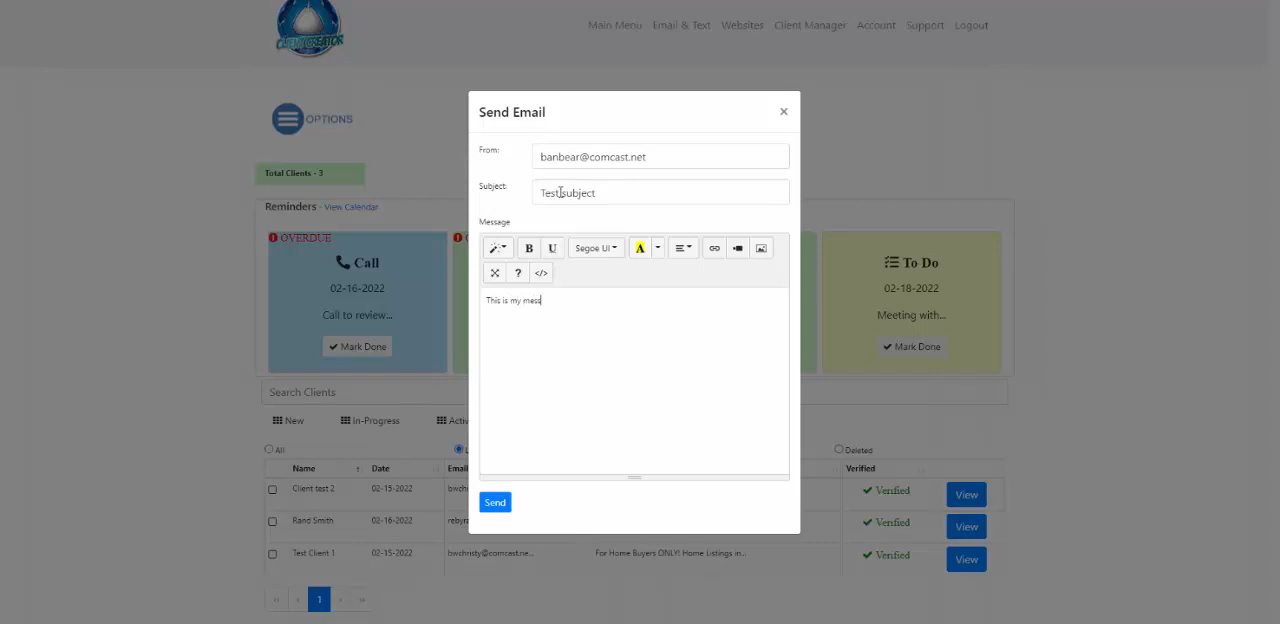 CLIENT CREATOR
Main Menu Email & Text Websites Client Manager Account Support Logout
OPTIONS
Total Clients - 3
Reminders - View Calendar
OVERDUE
Call
02-16-2022
Call to review...
Mark Done
To Do
02-18-2022
Meeting with...
Mark Done
Search Clients
New In-Progress
All Deleted
Name Date Verified
Client test 2 02-15-2022 Verified View
Rand Smith 02-16-2022 Verified View
Test Client 1 02-15-2022 bwchristy@comcast.ne... For Home Buyers ONLY! Home Listings in... Verified View
« ‹ 1 › »
Send Email ×
From: banbear@comcast.net
Subject: Test subject
Message
B U Segoe UI A
? </>
This is my mess
Send